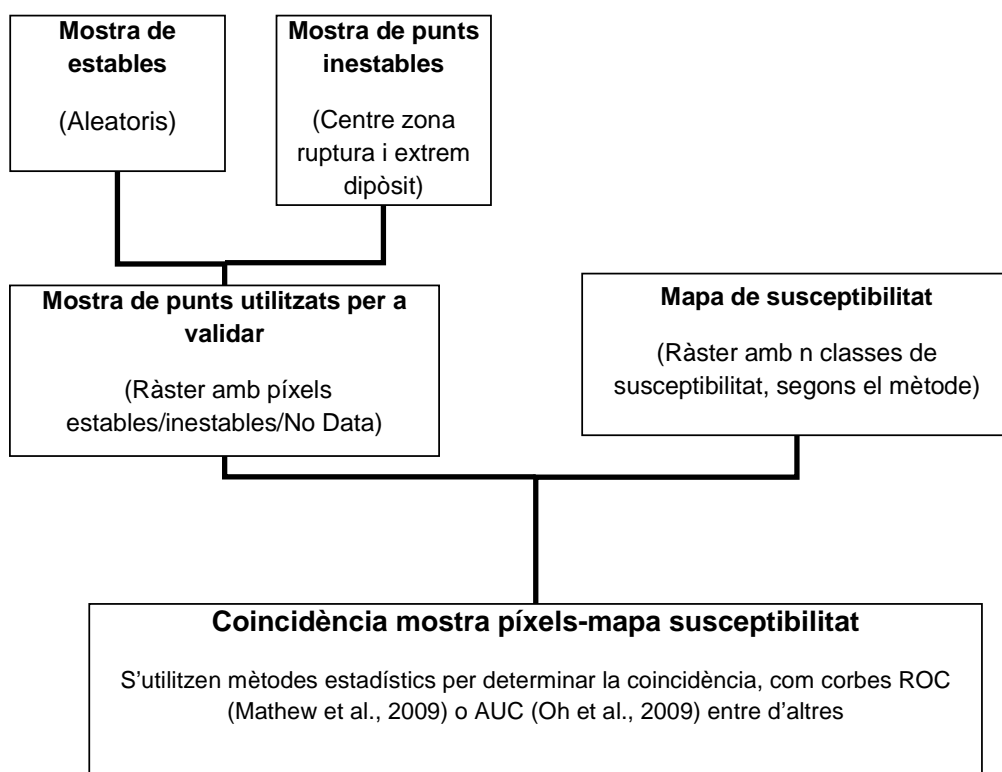 Mostra de
estables
(Aleatoris)
Mostra de punts
inestables
(Centre zona
ruptura i extrem
dipòsit)
Mostra de punts utilitzats per a
validar
(Ràster amb píxels
estables/inestables/No Data)
Mapa de susceptibilitat
(Ràster amb n classes de
susceptibilitat, segons el mètode)
Coincidència mostra píxels-mapa susceptibilitat
S'utilitzen mètodes estadístics per determinar la coincidència, com corbes ROC
(Mathew et al., 2009) o AUC (Oh et al., 2009) entre d'altres